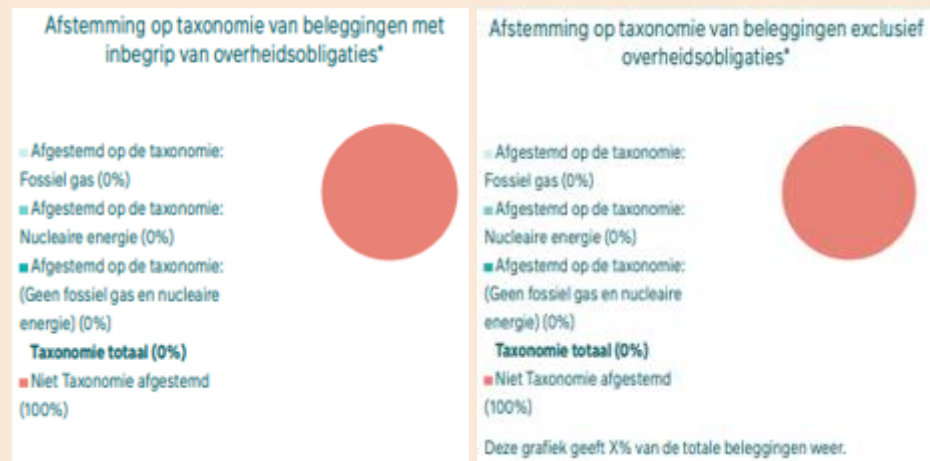 Afstemming op taxonomie van beleggingen met
inbegrip van overheidsobligaties*
Afgestemd op de taxonomie:
Fossiel gas (0%)
Afgestemd op de taxonomie:
Nucleaire energie (0%)
Afgestemd op de taxonomie:
(Geen fossiel gas en nucleaire
energie) (0%)
Taxonomie totaal (0%)
Niet Taxonomie afgestemd
(100%)
Afstemming op taxonomie van beleggingen exclusief
overheidsobligaties*
Afgestemd op de taxonomie:
Fossiel gas (0%)
Afgestemd op de taxonomie:
Nucleaire energie (0%)
Afgestemd op de taxonomie:
(Geen fossiel gas en nucleaire
energie) (0%)
Taxonomie totaal (0%)
Niet Taxonomie afgestemd
(100%)
Deze grafiek geeft X% van de totale beleggingen weer.